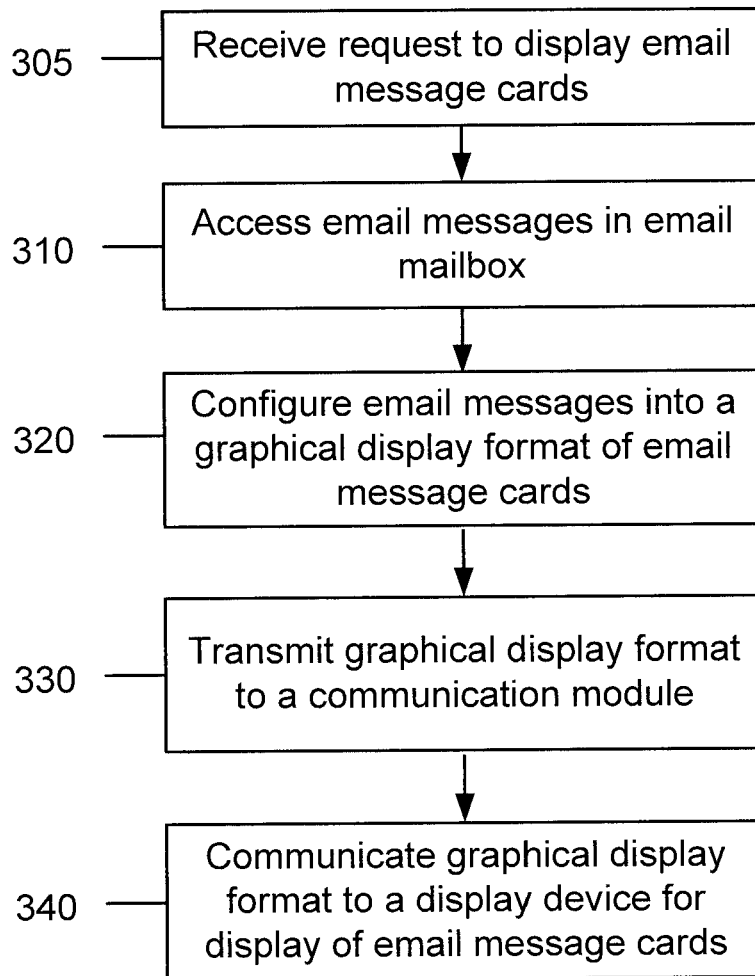 305
Receive request to display email
message cards
310
Access email messages in email
mailbox
320
Configure email messages into a
graphical display format of email
message cards
330
Transmit graphical display format
to a communication module
340
Communicate graphical display
format to a display device for
display of email message cards